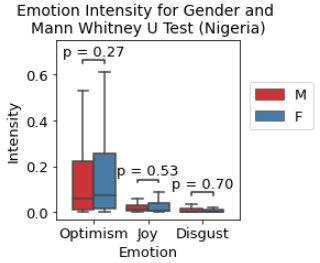 Emotion Intensity for Gender and
Mann Whitney U Test (Nigeria)
p = 0.27
0.6
M
F
0.4
Intensity
0.2
p = 0.53
p = 0.70
0.0
Optimism Joy Disgust
Emotion